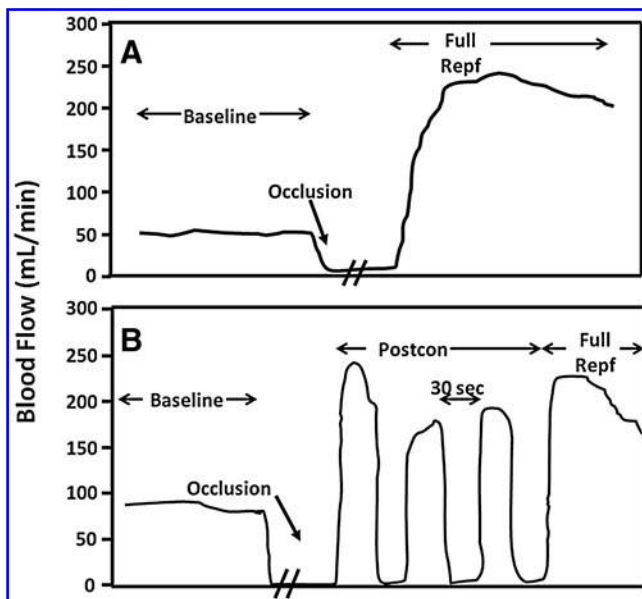 Blood Flow (mL/min)
300
250
200
150
100
50
0
A
Baseline
Occlusion
Full
Repf
300
250
200
150
100
50
0
B
Baseline
Occlusion
Postcon
30 sec
Full
Repf